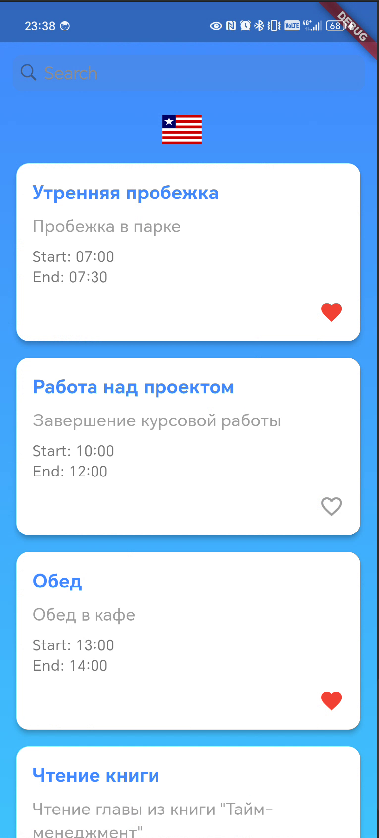 23:38
68
DEBUG
Search
Утренняя пробежка
Пробежка в парке
Start: 07:00
End: 07:30
Работа над проектом
Завершение курсовой работы
Start: 10:00
End: 12:00
Обед
Обед в кафе
Start: 13:00
End: 14:00
Чтение книги
Чтение главы из книги "Тайм-
менеджмент"